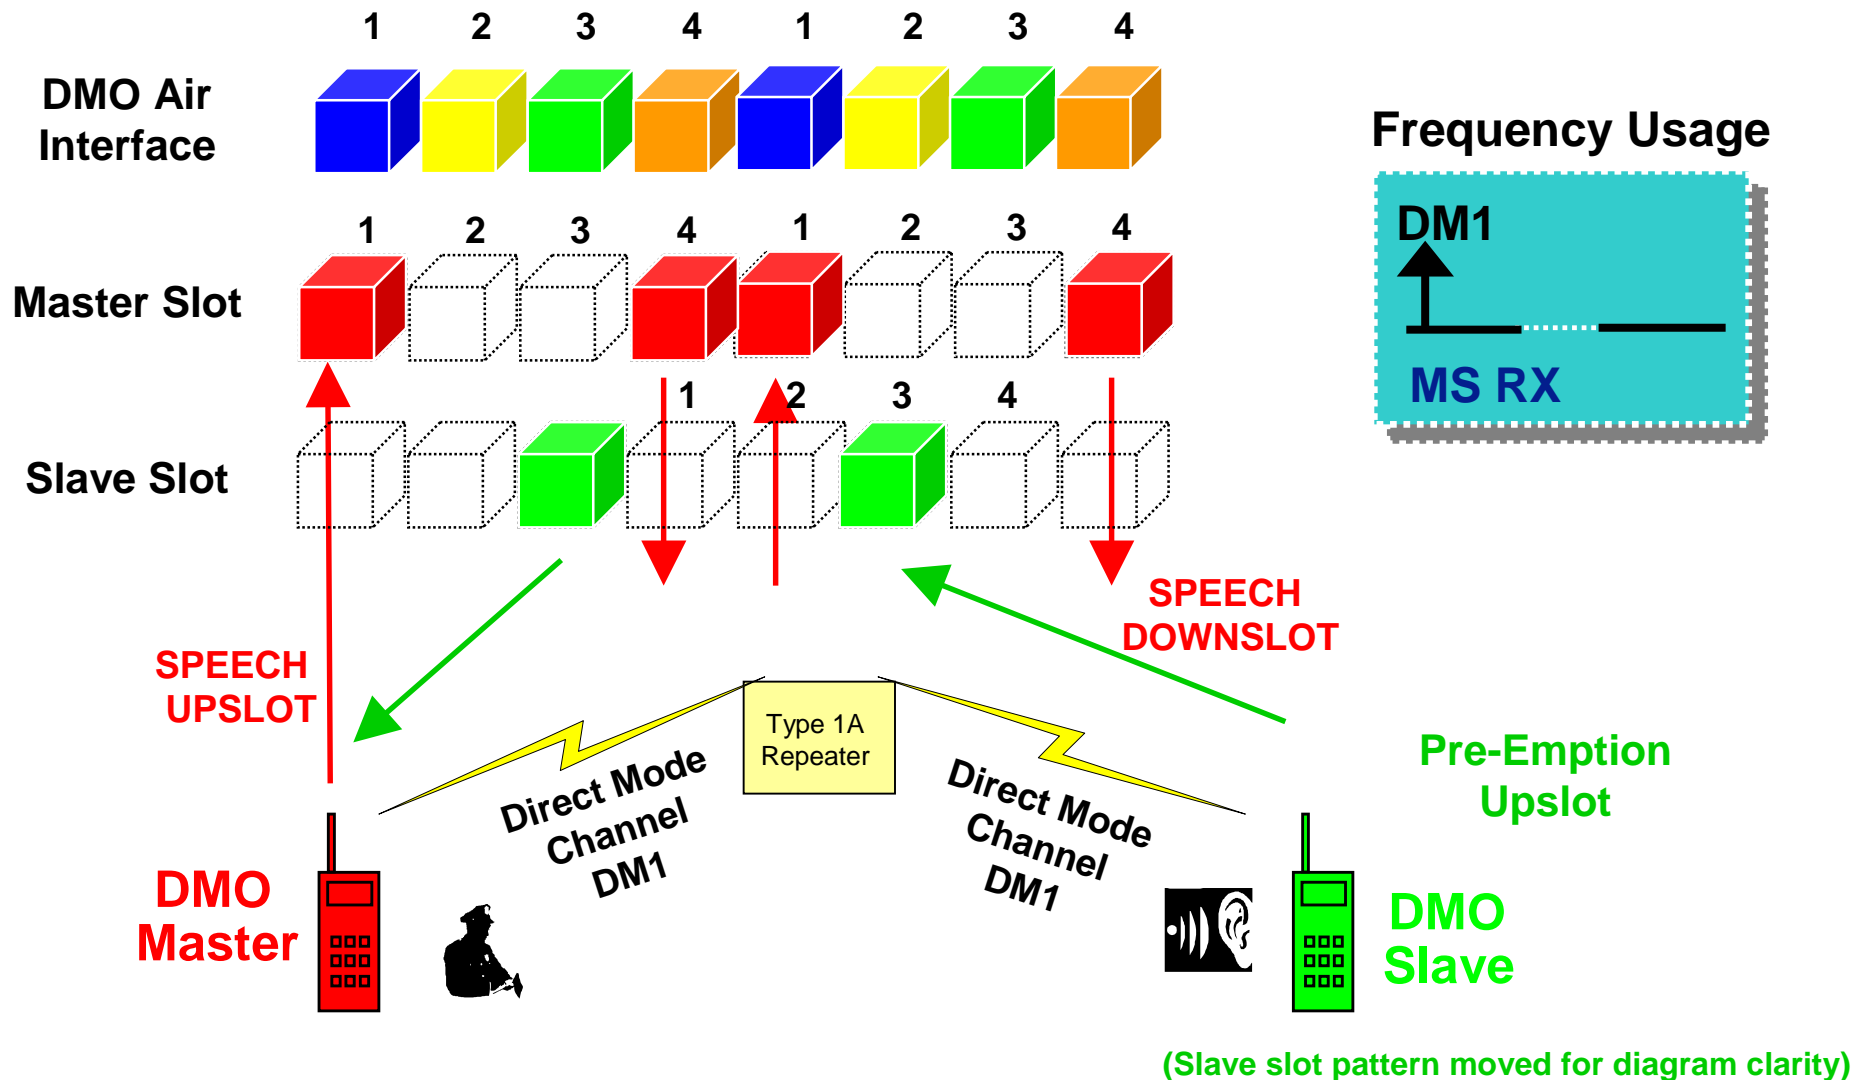 1 2 3 4 1 2 3 4
DMO Air
Interface
Frequency Usage
DM1
MS RX
1 2 3 4 1 2 3 4
Master Slot
1 2 3 4
Slave Slot
SPEECH
DOWNSLOT
SPEECH
UPSLOT
Type 1A
Repeater
Direct Mode
Channel
DM1
Direct Mode
Channel
DM1
Pre-Emption
Upslot
DMO
Master
DMO
Slave
(Slave slot pattern moved for diagram clarity)